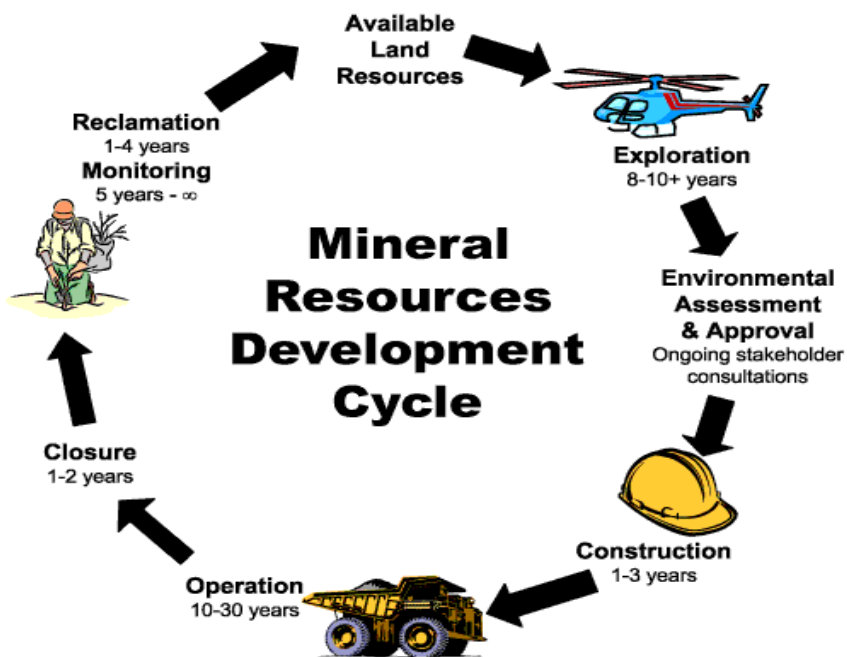 Available
Land
Resources
Exploration
8-10+ years
Environmental
Assessment
& Approval
Ongoing stakeholder
consultations
Construction
1-3 years
Operation
10-30 years
Closure
1-2 years
Reclamation
1-4 years
Monitoring
5 years - ∞
Mineral
Resources
Development
Cycle